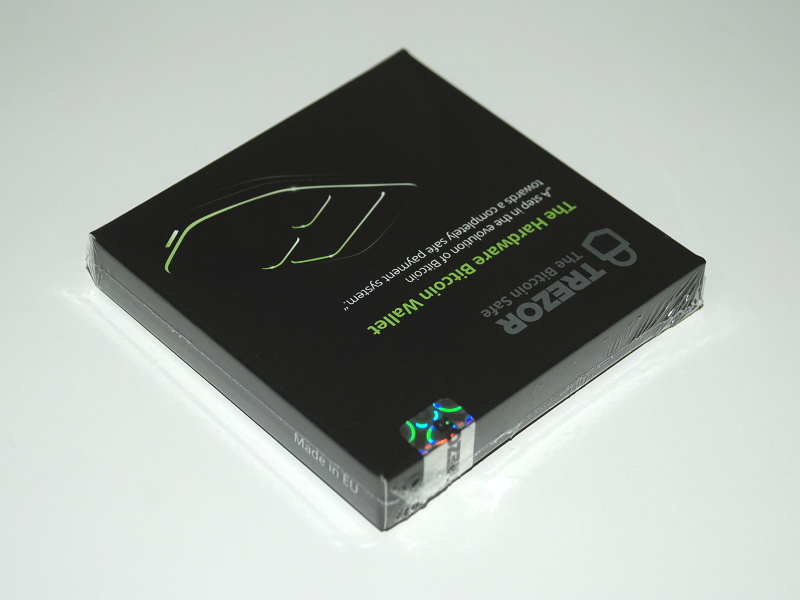 TREZOR
The Bitcoin Safe
The Hardware Bitcoin Wallet
„A step in the evolution of Bitcoin
towards a completely safe payment system.“
Made in EU